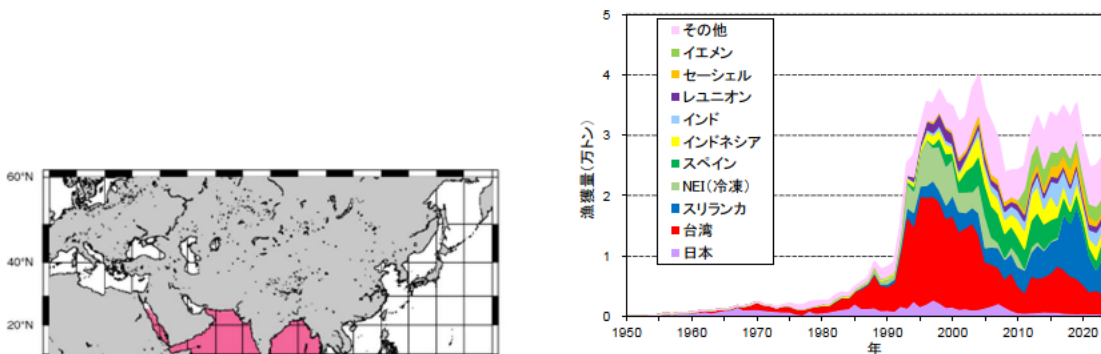 60°N
40°N
20°N
漁獲量(万トン)
5
4
3
2
1
0
その他
イエメン
セーシェル
レユニオン
インド
インドネシア
スペイン
NEI(冷凍)
スリランカ
台湾
日本
1950 1960 1970 1980 1990 2000 2010 2020
年